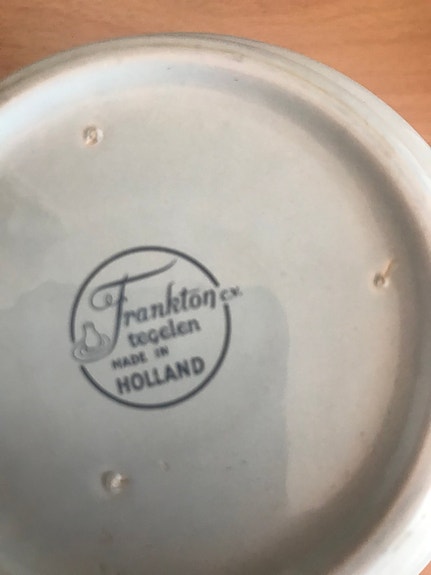 Frankton c.v.
tegelen
MADE IN
HOLLAND